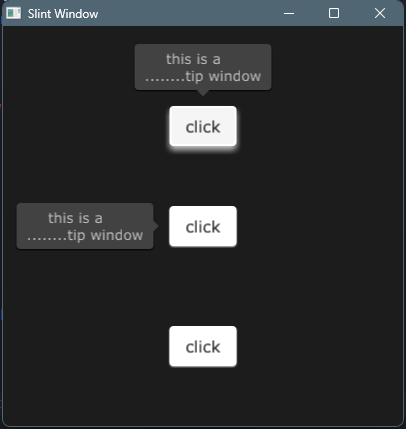 Slint Window
this is a
........tip window
click
this is a
........tip window
click
click